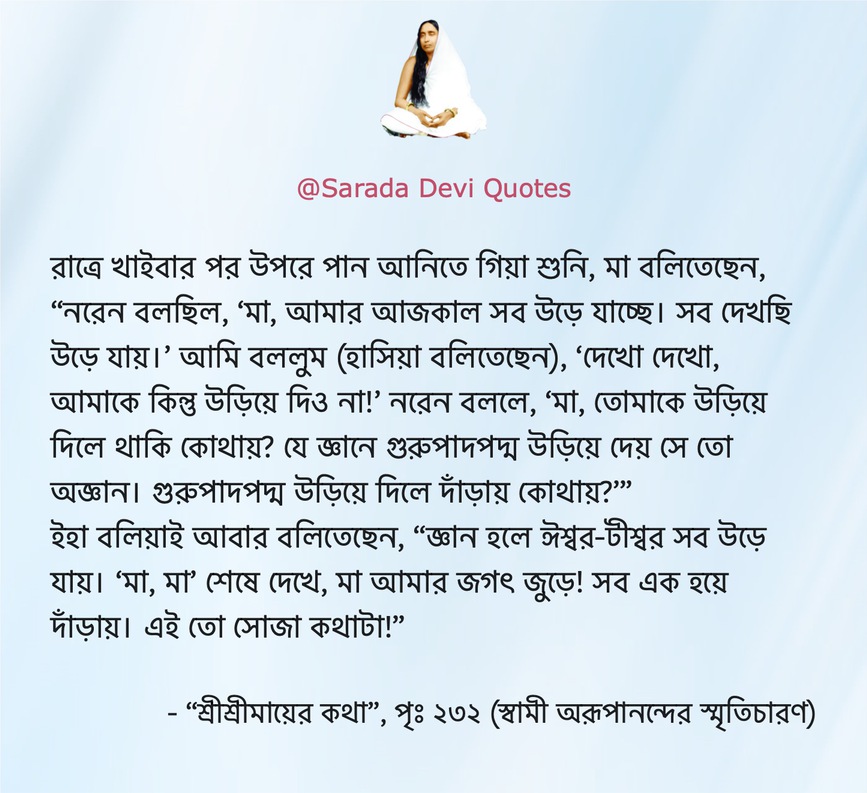 @Sarada Devi Quotes
রাত্রে খাইবার পর উপরে পান আনিতে গিয়া শুনি, মা বলিতেছেন,
“নরেন বলছিল, ‘মা, আমার আজকাল সব উড়ে যাচ্ছে। সব দেখছি
উড়ে যায়।’ আমি বললুম (হাসিয়া বলিতেছেন), ‘দেখো দেখো,
আমাকে কিন্তু উড়িয়ে দিও না!’ নরেন বললে, ‘মা, তোমাকে উড়িয়ে
দিলে থাকি কোথায়? যে জ্ঞানে গুরুপাদপদ্ম উড়িয়ে দেয় সে তো
অজ্ঞান। গুরুপাদপদ্ম উড়িয়ে দিলে দাঁড়ায় কোথায়?’”
ইহা বলিয়াই আবার বলিতেছেন, “জ্ঞান হলে ঈশ্বর-টীশ্বর সব উড়ে
যায়। ‘মা, মা’ শেষে দেখে, মা আমার জগৎ জুড়ে! সব এক হয়ে
দাঁড়ায়। এই তো সোজা কথাটা!”
- “শ্রীশ্রীমায়ের কথা”, পৃঃ ২৩২ (স্বামী অরূপানন্দের স্মৃতিচারণ)